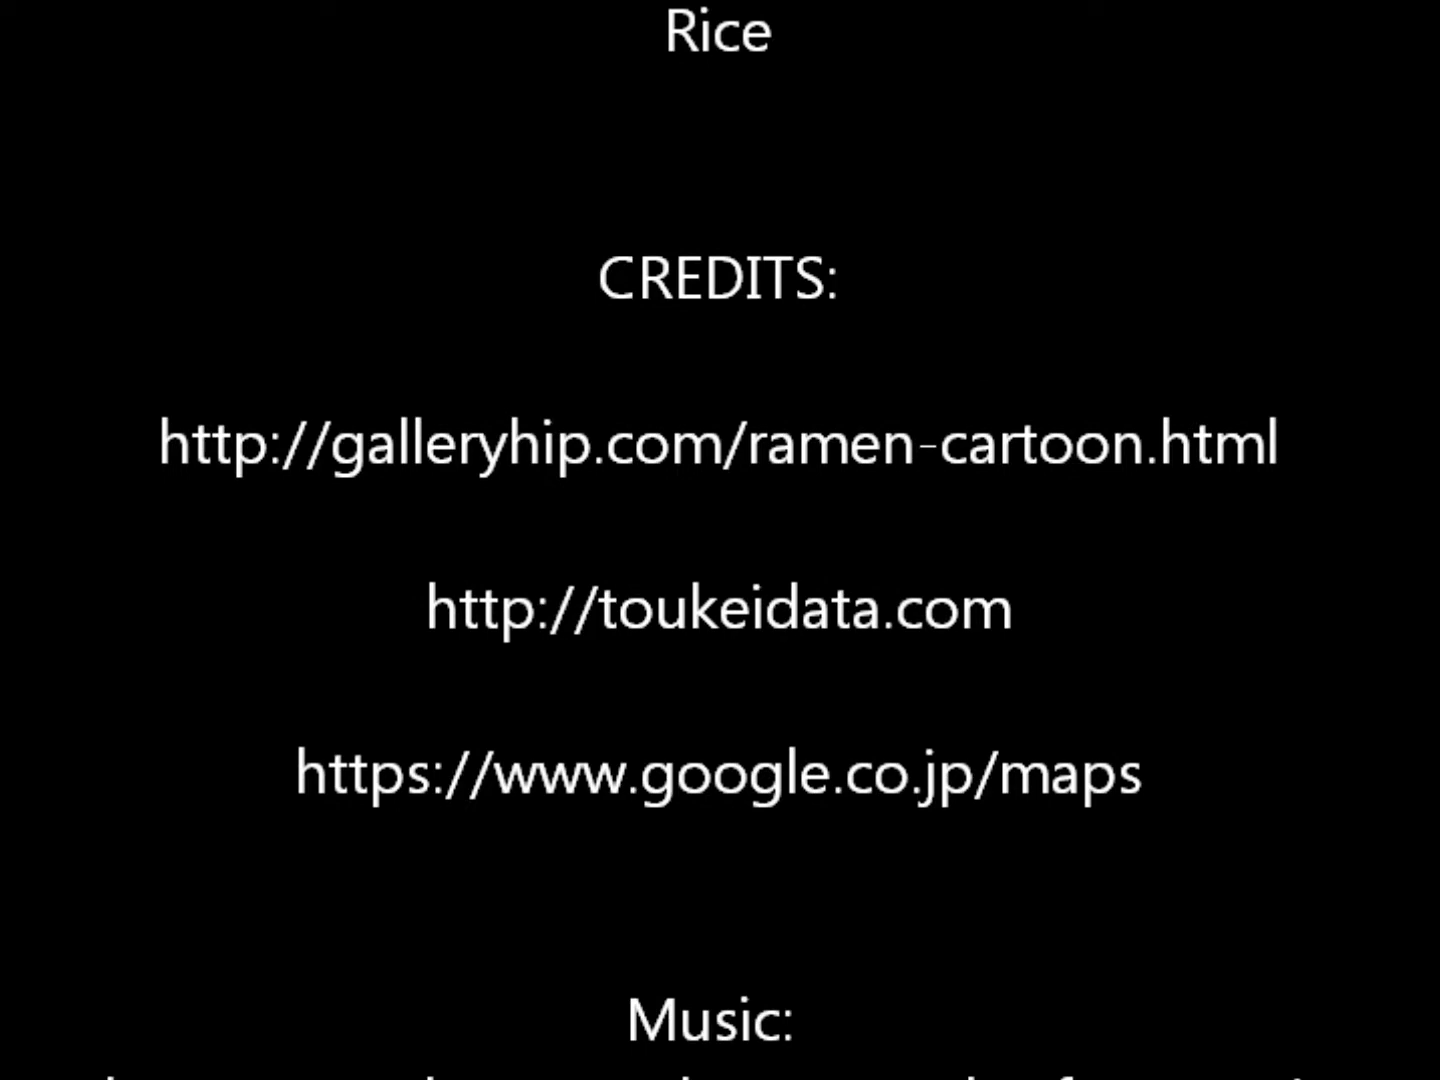 Rice
CREDITS:
http://galleryhip.com/ramen-cartoon.html
http://toukeidata.com
https://www.google.co.jp/maps
Music: